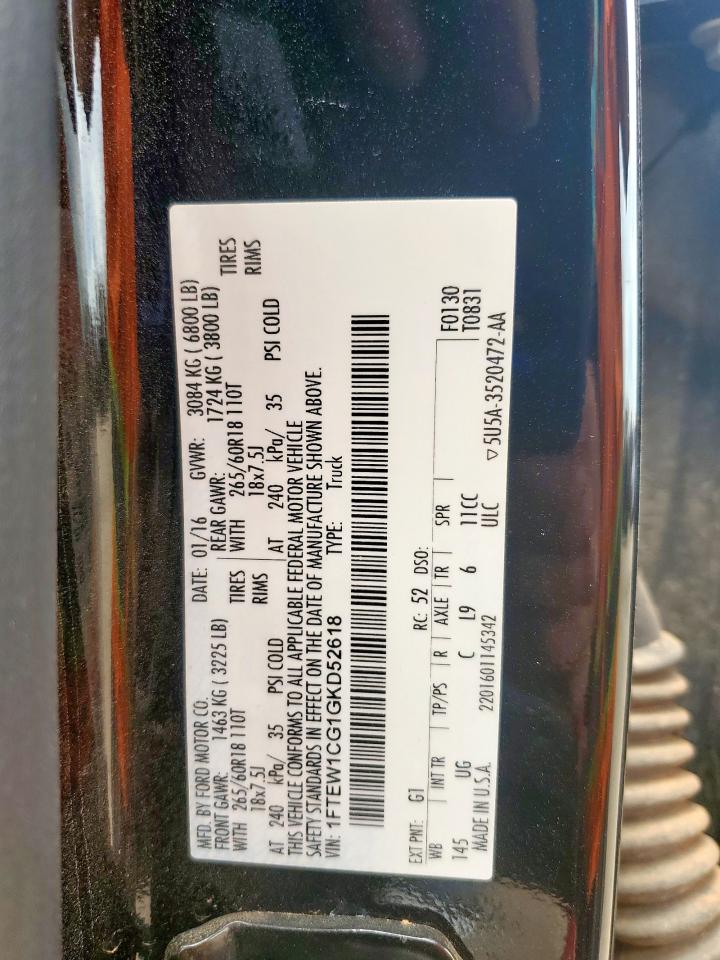 MFD. BY FORD MOTOR CO.
DATE: 01/16 GVWR: 3084 KG ( 6800 LB)
FRONT GAWR: 1463 KG ( 3225 LB) REAR GAWR: 1724 KG ( 3800 LB)
WITH 265/60R18 110T TIRES WITH 265/60R18 110T TIRES
18x7.5J RIMS 18x7.5J RIMS
AT 240 kPa/ 35 PSI COLD AT 240 kPa/ 35 PSI COLD
THIS VEHICLE CONFORMS TO ALL APPLICABLE FEDERAL MOTOR VEHICLE
SAFETY STANDARDS IN EFFECT ON THE DATE OF MANUFACTURE SHOWN ABOVE.
VIN: 1FTEW1CG1GKD52618 TYPE: Truck
F0130
EXT PNT: G1 RC: 52 DSO: T0831
WB INT TR TP/PS R AXLE TR SPR
145 UG C L9 6 11CC
MADE IN U.S.A. 2201601145342 ULC ▽5U5A-3520472-AA